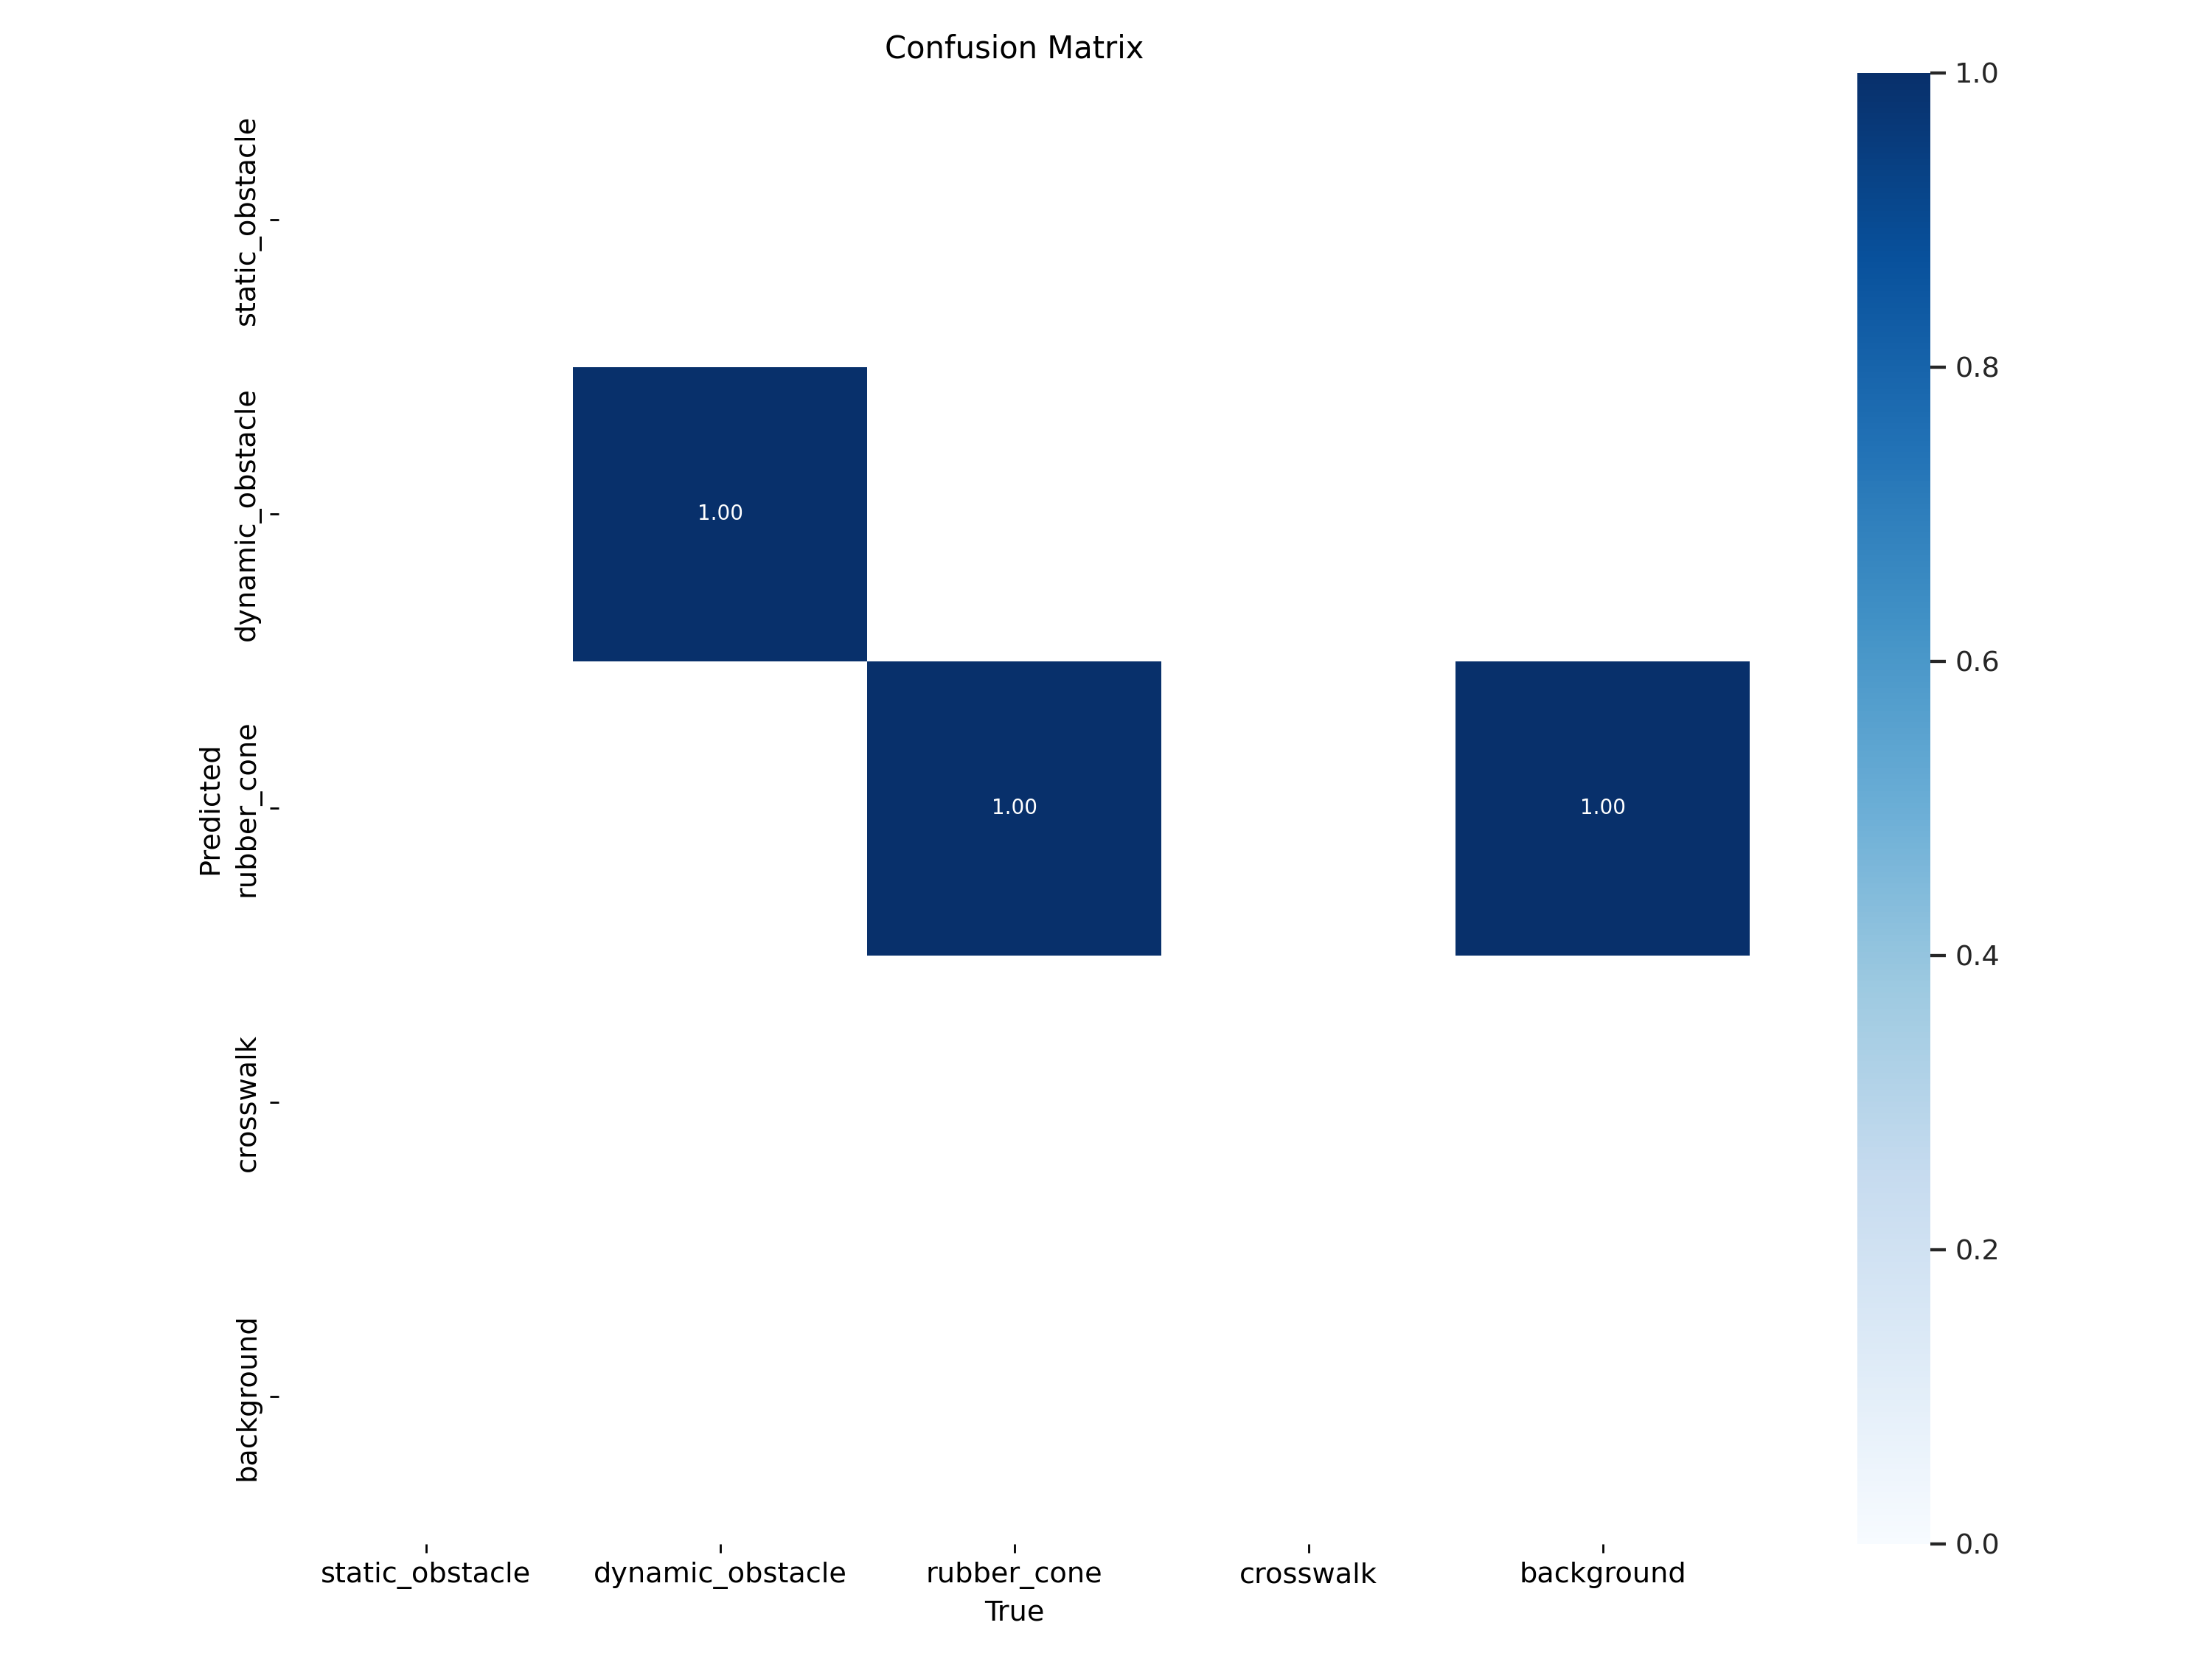 Confusion Matrix
static_obstacle
dynamic_obstacle
rubber_cone
crosswalk
background
Predicted
1.00
1.00
1.00
static_obstacle
dynamic_obstacle
rubber_cone
crosswalk
background
True
1.0
0.8
0.6
0.4
0.2
0.0